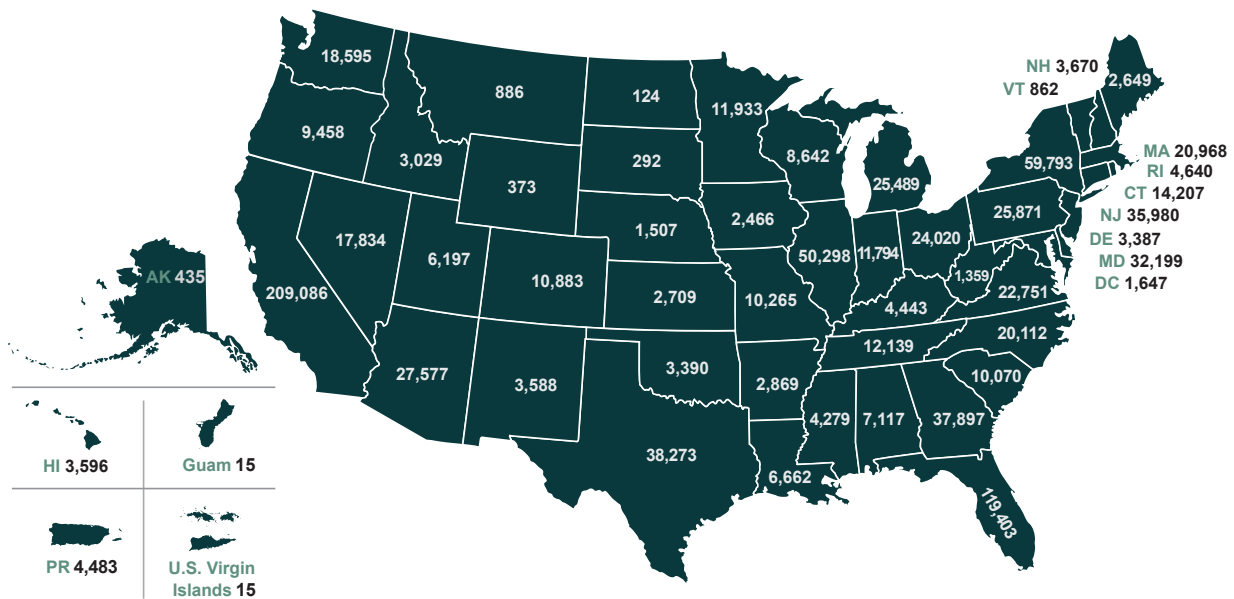 NH 3,670
VT 862
2,649
18,595
886
124
11,933
9,458
3,029
292
8,642
25,489
59,793
MA 20,968
RI 4,640
CT 14,207
NJ 35,980
DE 3,387
MD 32,199
DC 1,647
373
1,507
2,466
25,871
17,834
6,197
10,883
2,709
10,265
50,298
11,794
24,020
1,359
22,751
AK 435
209,086
4,443
20,112
12,139
27,577
3,588
3,390
2,869
10,070
4,279
7,117
37,897
38,273
6,662
119,403
HI 3,596
Guam 15
PR 4,483
U.S. Virgin
Islands 15